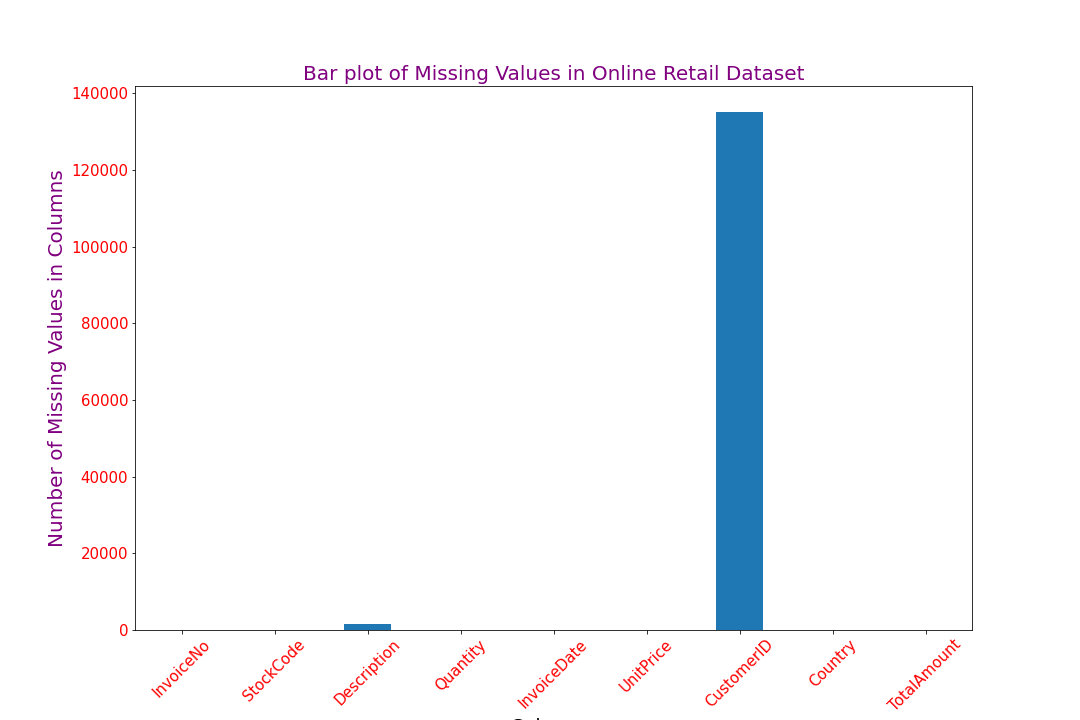 Bar plot of Missing Values in Online Retail Dataset
Number of Missing Values in Columns
140000
120000
100000
80000
60000
40000
20000
0
InvoiceNo
StockCode
Description
Quantity
InvoiceDate
UnitPrice
CustomerID
Country
TotalAmount